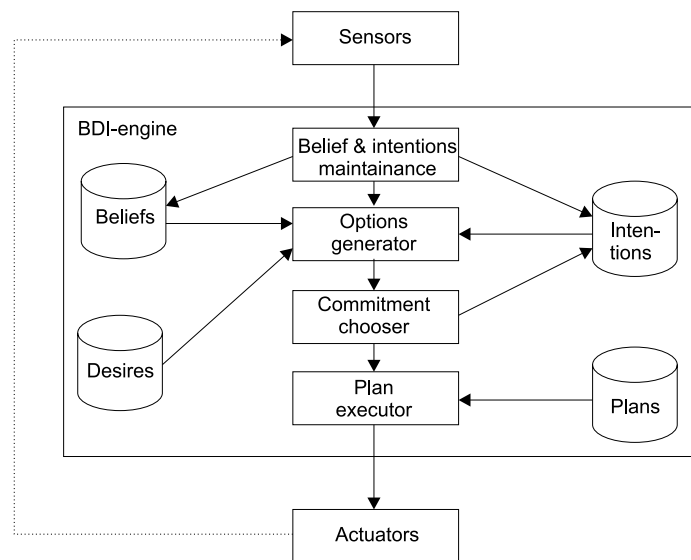 Sensors
BDI-engine
Belief & intentions
maintainance
Beliefs
Options
generator
Inten-
tions
Commitment
chooser
Desires
Plan
executor
Plans
Actuators